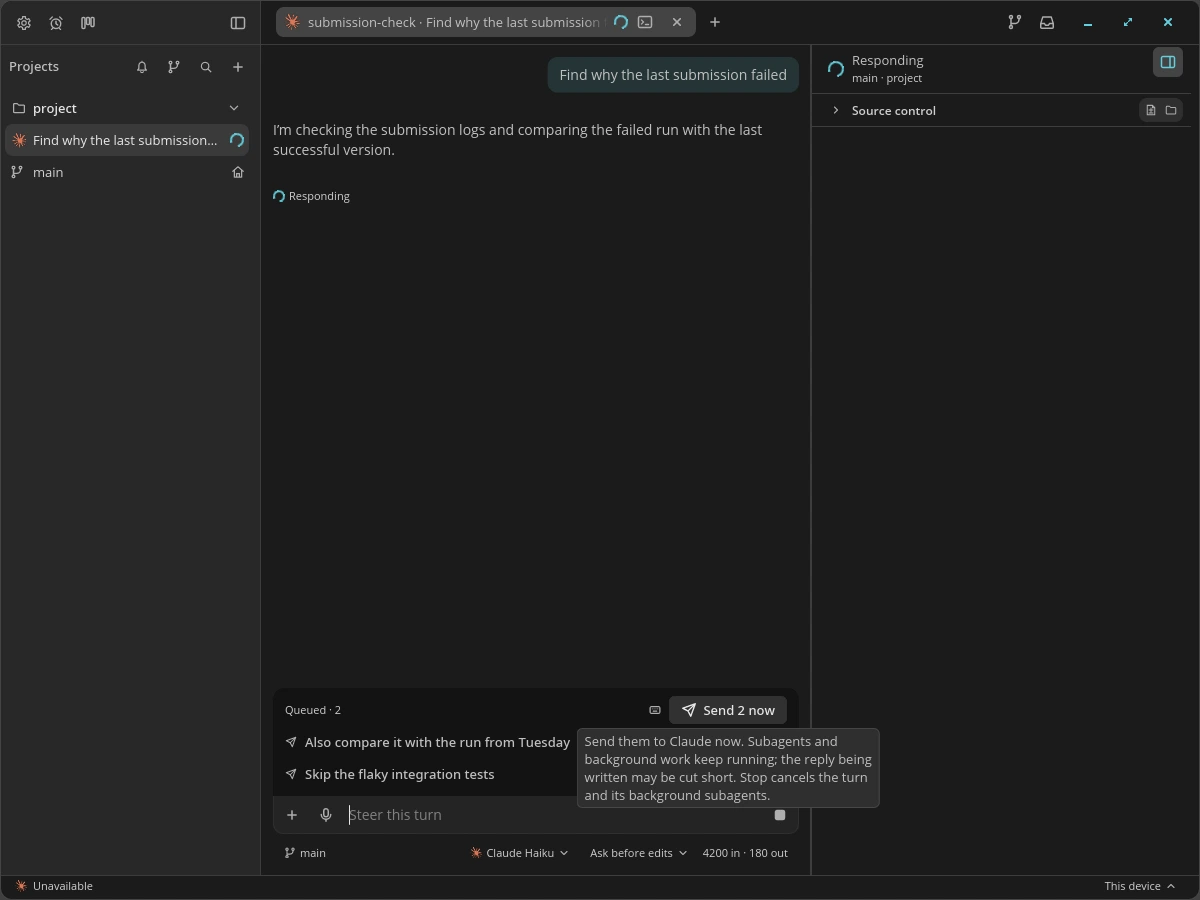 submission-check · Find why the last submission
Projects
project
Find why the last submission...
main
Find why the last submission failed
I'm checking the submission logs and comparing the failed run with the last
successful version.
Responding
Responding
main · project
Source control
Queued · 2
Send 2 now
Also compare it with the run from Tuesday
Skip the flaky integration tests
Send them to Claude now. Subagents and
background work keep running; the reply being
written may be cut short. Stop cancels the turn
and its background subagents.
Steer this turn
main
Claude Haiku
Ask before edits
4200 in · 180 out
Unavailable
This device